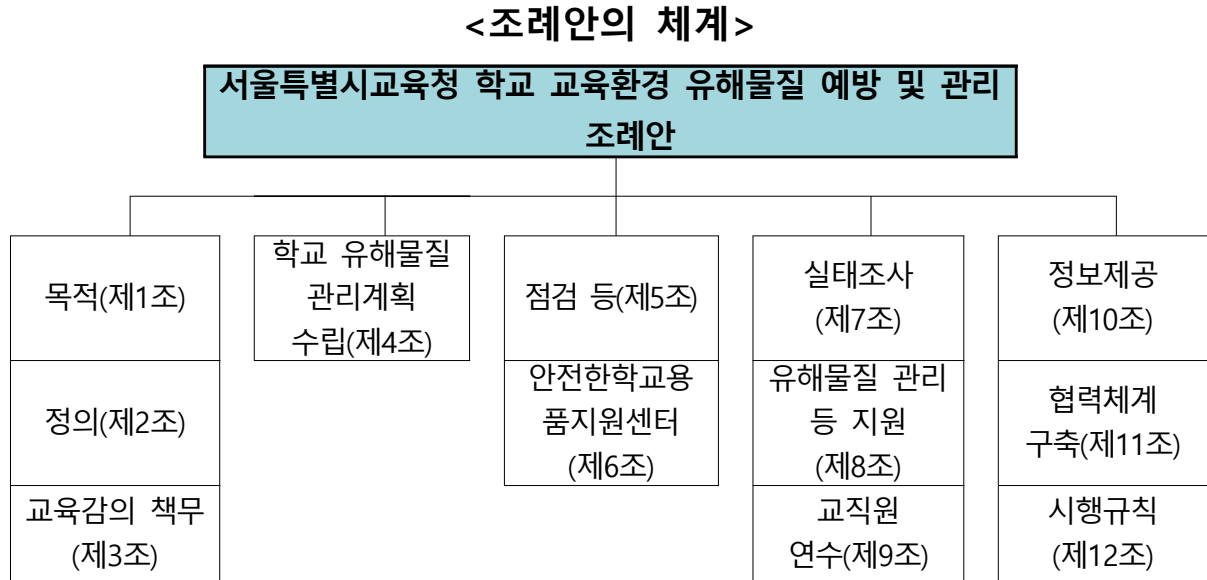 <조례안의 체계>
서울특별시교육청 학교 교육환경 유해물질 예방 및 관리
조례안
목적(제1조)
정의(제2조)
교육감의 책무
(제3조)
학교 유해물질
관리계획
수립(제4조)
점검 등(제5조)
안전한학교용
품지원센터
(제6조)
실태조사
(제7조)
유해물질 관리
등 지원
(제8조)
교직원
연수(제9조)
정보제공
(제10조)
협력체계
구축(제11조)
시행규칙
(제12조)